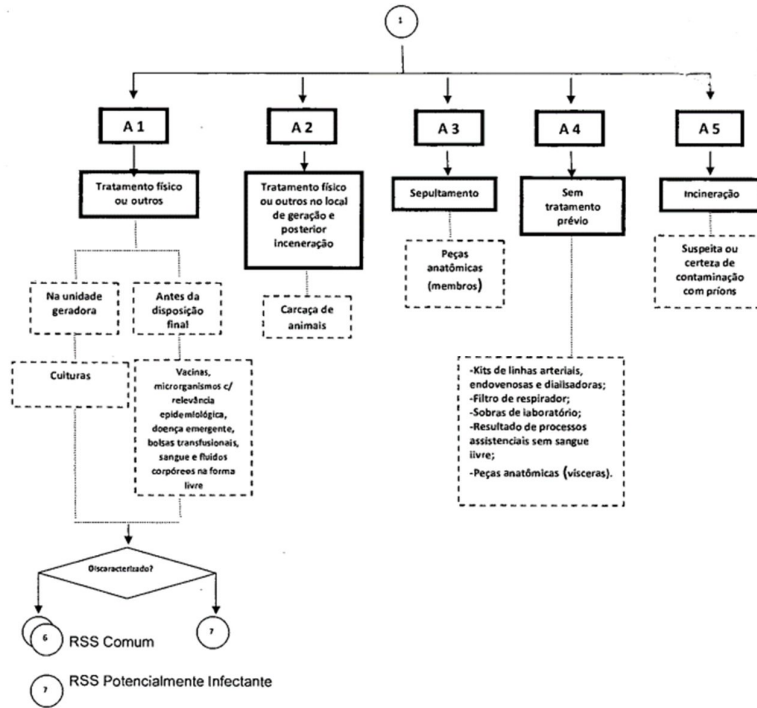 1
A 1
A 2
A 3
A 4
A 5
Tratamento físico
ou outros
Tratamento físico
ou outros no local
de geração e
posterior
inceneração
Sepultamento
Sem
tratamento
prévio
Incineração
Na unidade
geradora
Antes da
disposição
final
Carcaça de
animais
Peças
anatômicas
(membros)
Suspeita ou
certeza de
contaminação
com príons
Culturas
Vacinas,
microrganismos c/
relevância
epidemiológica,
doença emergente,
bolsas transfusionais,
sangue e fluidos
corpóreos na forma
livre
-Kits de linhas arteriais,
endovenosas e dialisadoras;
-Filtro de respirador;
-Sobras de laboratório;
-Resultado de processos
assistenciais sem sangue
livre;
-Peças anatômicas (vísceras).
Discaracterizado?
6
RSS Comum
7
7
RSS Potencialmente Infectante